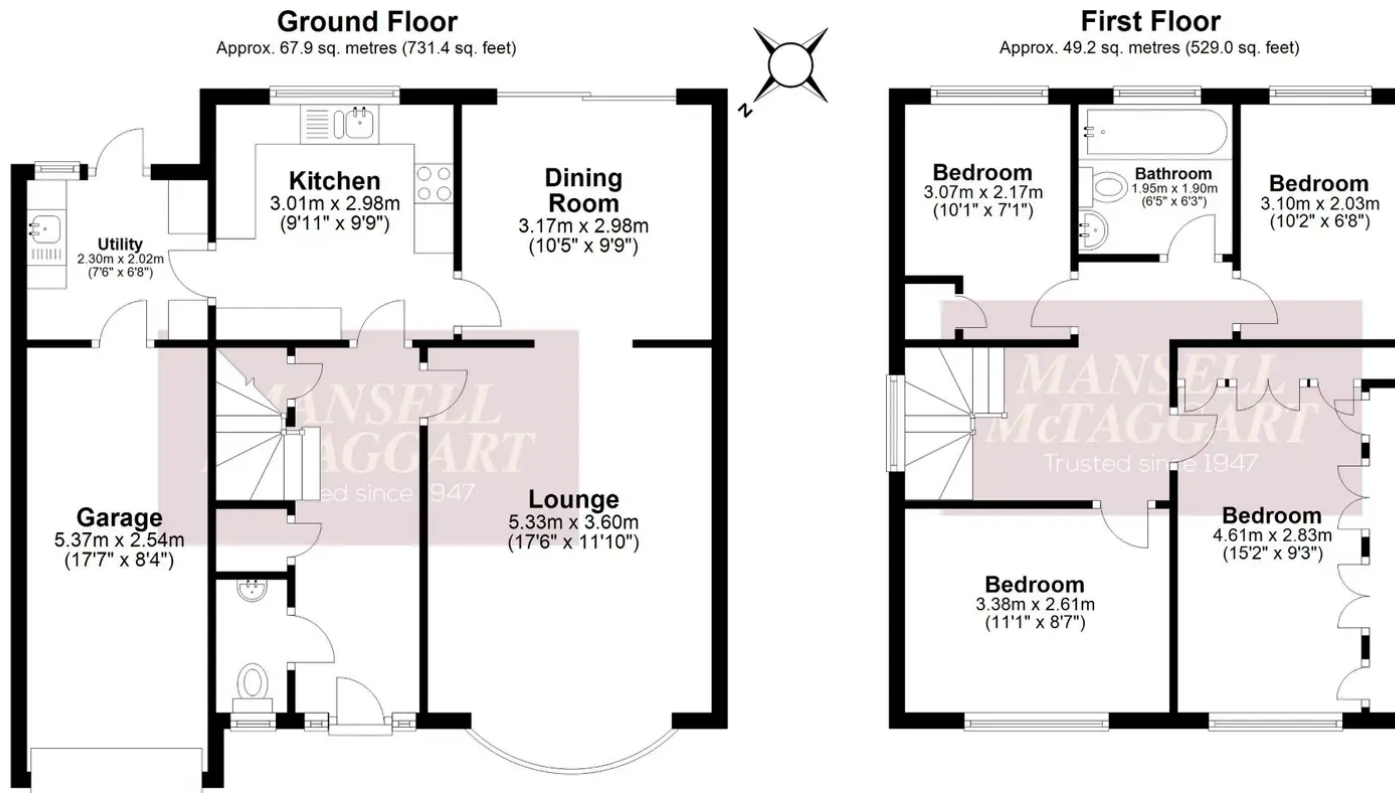 Ground Floor
Approx. 67.9 sq. metres (731.4 sq. feet)
First Floor
Approx. 49.2 sq. metres (529.0 sq. feet)
N
Kitchen
3.01m x 2.98m
(9'11" x 9'9")
Dining
Room
3.17m x 2.98m
(10'5" x 9'9")
Utility
2.30m x 2.02m
(7'6" x 6'8")
Garage
5.37m x 2.54m
(17'7" x 8'4")
Lounge
5.33m x 3.60m
(17'6" x 11'10")
MANSELL
TAGGART
ed since 1947
Bedroom
3.07m x 2.17m
(10'1" x 7'1")
Bathroom
1.95m x 1.90m
(6'5" x 6'3")
Bedroom
3.10m x 2.03m
(10'2" x 6'8")
MANSELL
McTAGGART
Trusted since 1947
Bedroom
4.61m x 2.83m
(15'2" x 9'3")
Bedroom
3.38m x 2.61m
(11'1" x 8'7")